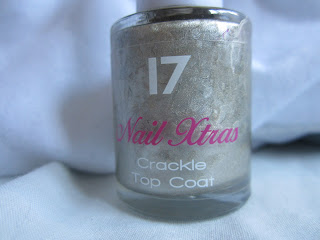 17
Nail Xtras
Crackle
Top Coat